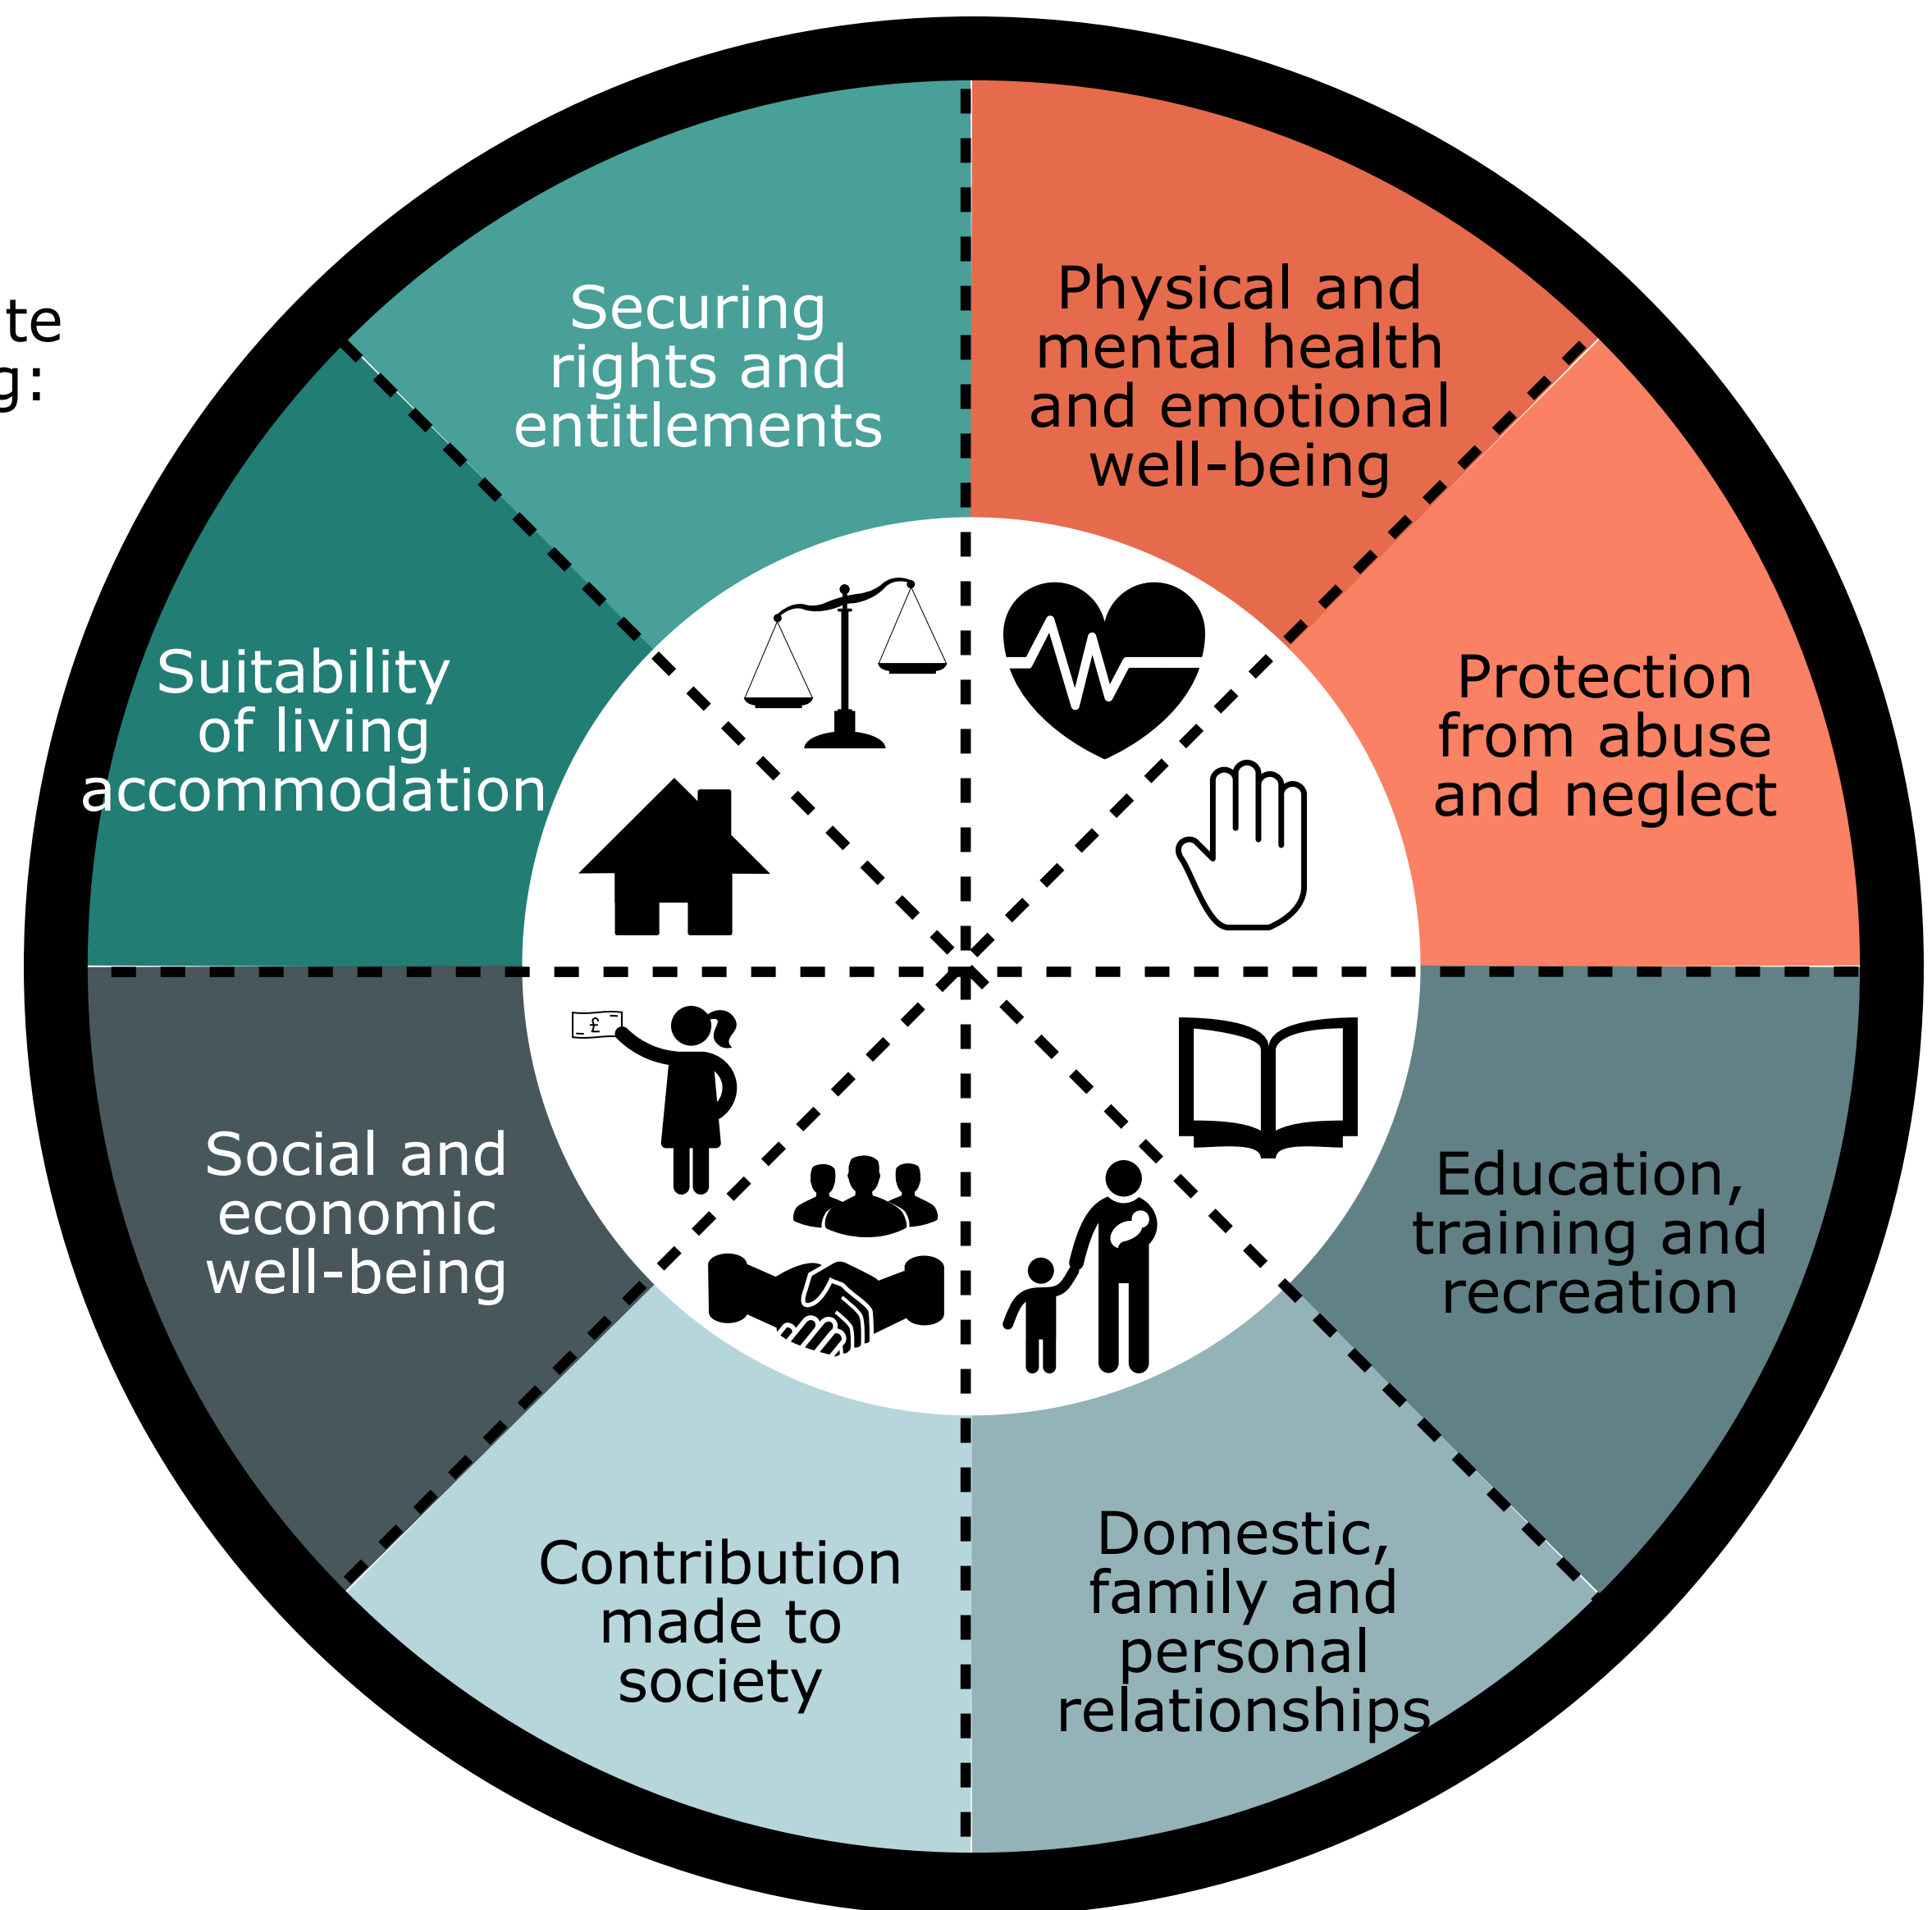 te
g:
Securing
rights and
entitlements
Physical and
mental health
and emotional
well-being
Protection
from abuse
and neglect
Education,
training and
recreation
Domestic,
family and
personal
relationships
Contribution
made to
society
Social and
economic
well-being
£
Suitability
of living
accommodation